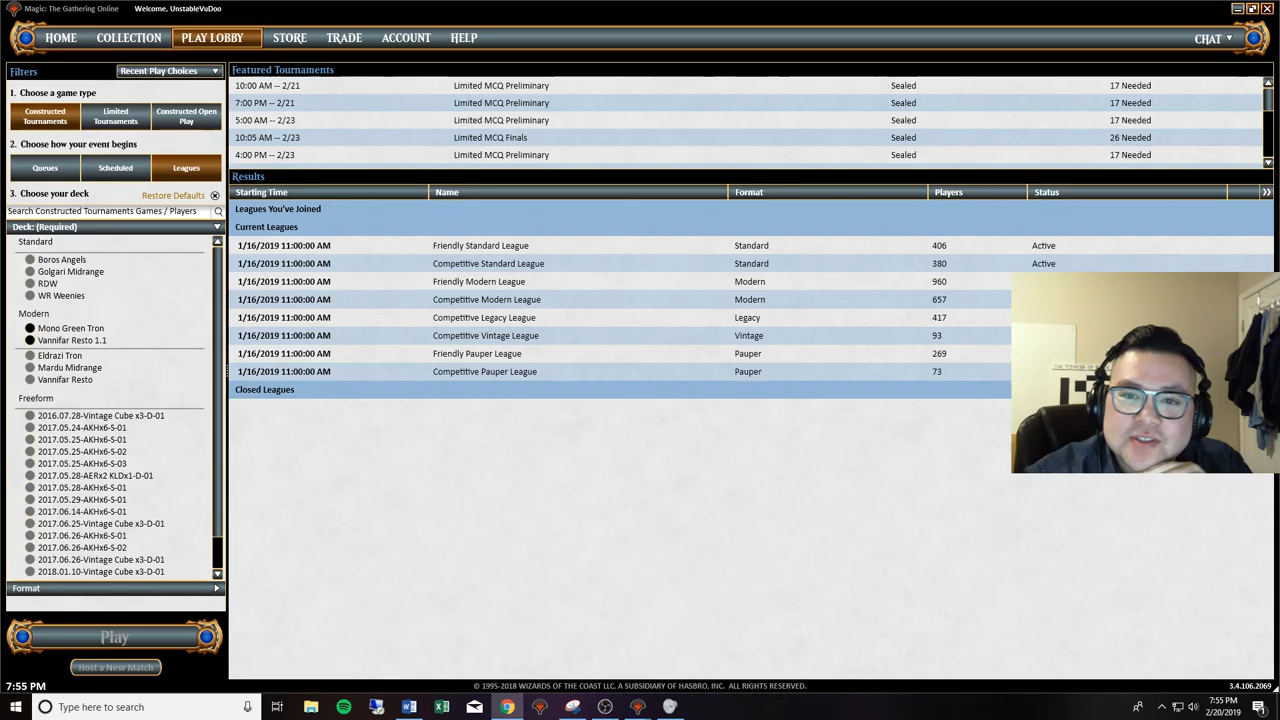 Magic: The Gathering Online Welcome, UnstableVuDoo
HOME COLLECTION PLAY LOBBY STORE TRADE ACCOUNT HELP CHAT
Filters Recent Play Choices
1. Choose a game type
Constructed Tournaments Limited Tournaments Constructed Open Play
2. Choose how your event begins
Queues Scheduled Leagues
3. Choose your deck Restore Defaults
Search Constructed Tournaments Games / Players
Deck: (Required)
Standard
Boros Angels
Golgari Midrange
RDW
WR Weenies
Modern
Mono Green Tron
Vannifar Resto 1.1
Eldrazi Tron
Mardu Midrange
Vannifar Resto
Freeform
2016.07.28-Vintage Cube x3-D-01
2017.05.24-AKHx6-S-01
2017.05.25-AKHx6-S-01
2017.05.25-AKHx6-S-02
2017.05.25-AKHx6-S-03
2017.05.28-AERx2 KLDx1-D-01
2017.05.28-AKHx6-S-01
2017.05.29-AKHx6-S-01
2017.06.14-AKHx6-S-01
2017.06.25-Vintage Cube x3-D-01
2017.06.26-AKHx6-S-01
2017.06.26-AKHx6-S-02
2017.06.26-Vintage Cube x3-D-01
2018.01.10-Vintage Cube x3-D-01
Format
Play
Host a New Match
7:55 PM
Featured Tournaments
10:00 AM -- 2/21 Limited MCQ Preliminary Sealed 17 Needed
7:00 PM -- 2/21 Limited MCQ Preliminary Sealed 17 Needed
5:00 AM -- 2/23 Limited MCQ Preliminary Sealed 17 Needed
10:05 AM -- 2/23 Limited MCQ Finals Sealed 26 Needed
4:00 PM -- 2/23 Limited MCQ Preliminary Sealed 17 Needed
Results
Starting Time Name Format Players Status
Leagues You've Joined
Current Leagues
1/16/2019 11:00:00 AM Friendly Standard League Standard 406 Active
1/16/2019 11:00:00 AM Competitive Standard League Standard 380 Active
1/16/2019 11:00:00 AM Friendly Modern League Modern 960
1/16/2019 11:00:00 AM Competitive Modern League Modern 657
1/16/2019 11:00:00 AM Competitive Legacy League Legacy 417
1/16/2019 11:00:00 AM Competitive Vintage League Vintage 93
1/16/2019 11:00:00 AM Friendly Pauper League Pauper 269
1/16/2019 11:00:00 AM Competitive Pauper League Pauper 73
Closed Leagues
© 1995-2018 WIZARDS OF THE COAST LLC, A SUBSIDIARY OF HASBRO, INC. ALL RIGHTS RESERVED. 3.4.106.2069
Type here to search
7:55 PM
2/20/2019